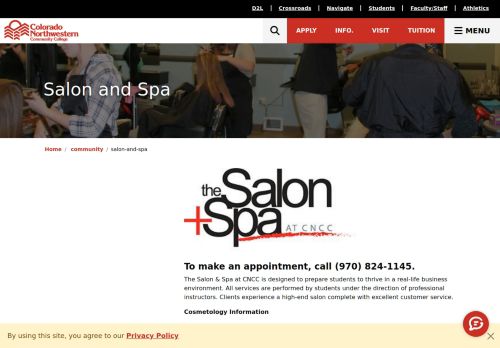 D2L | Crossroads | Navigate | Students | Faculty/Staff | Athletics
Colorado
Northwestern
Community College
APPLY INFO. VISIT TUITION MENU
Salon and Spa
Home / community / salon-and-spa
the Salon
+Spa
AT CNCC
To make an appointment, call (970) 824-1145.
The Salon & Spa at CNCC is designed to prepare students to thrive in a real-life business
environment. All services are performed by students under the direction of professional
instructors. Clients experience a high-end salon complete with excellent customer service.
Cosmetology Information
By using this site, you agree to our Privacy Policy